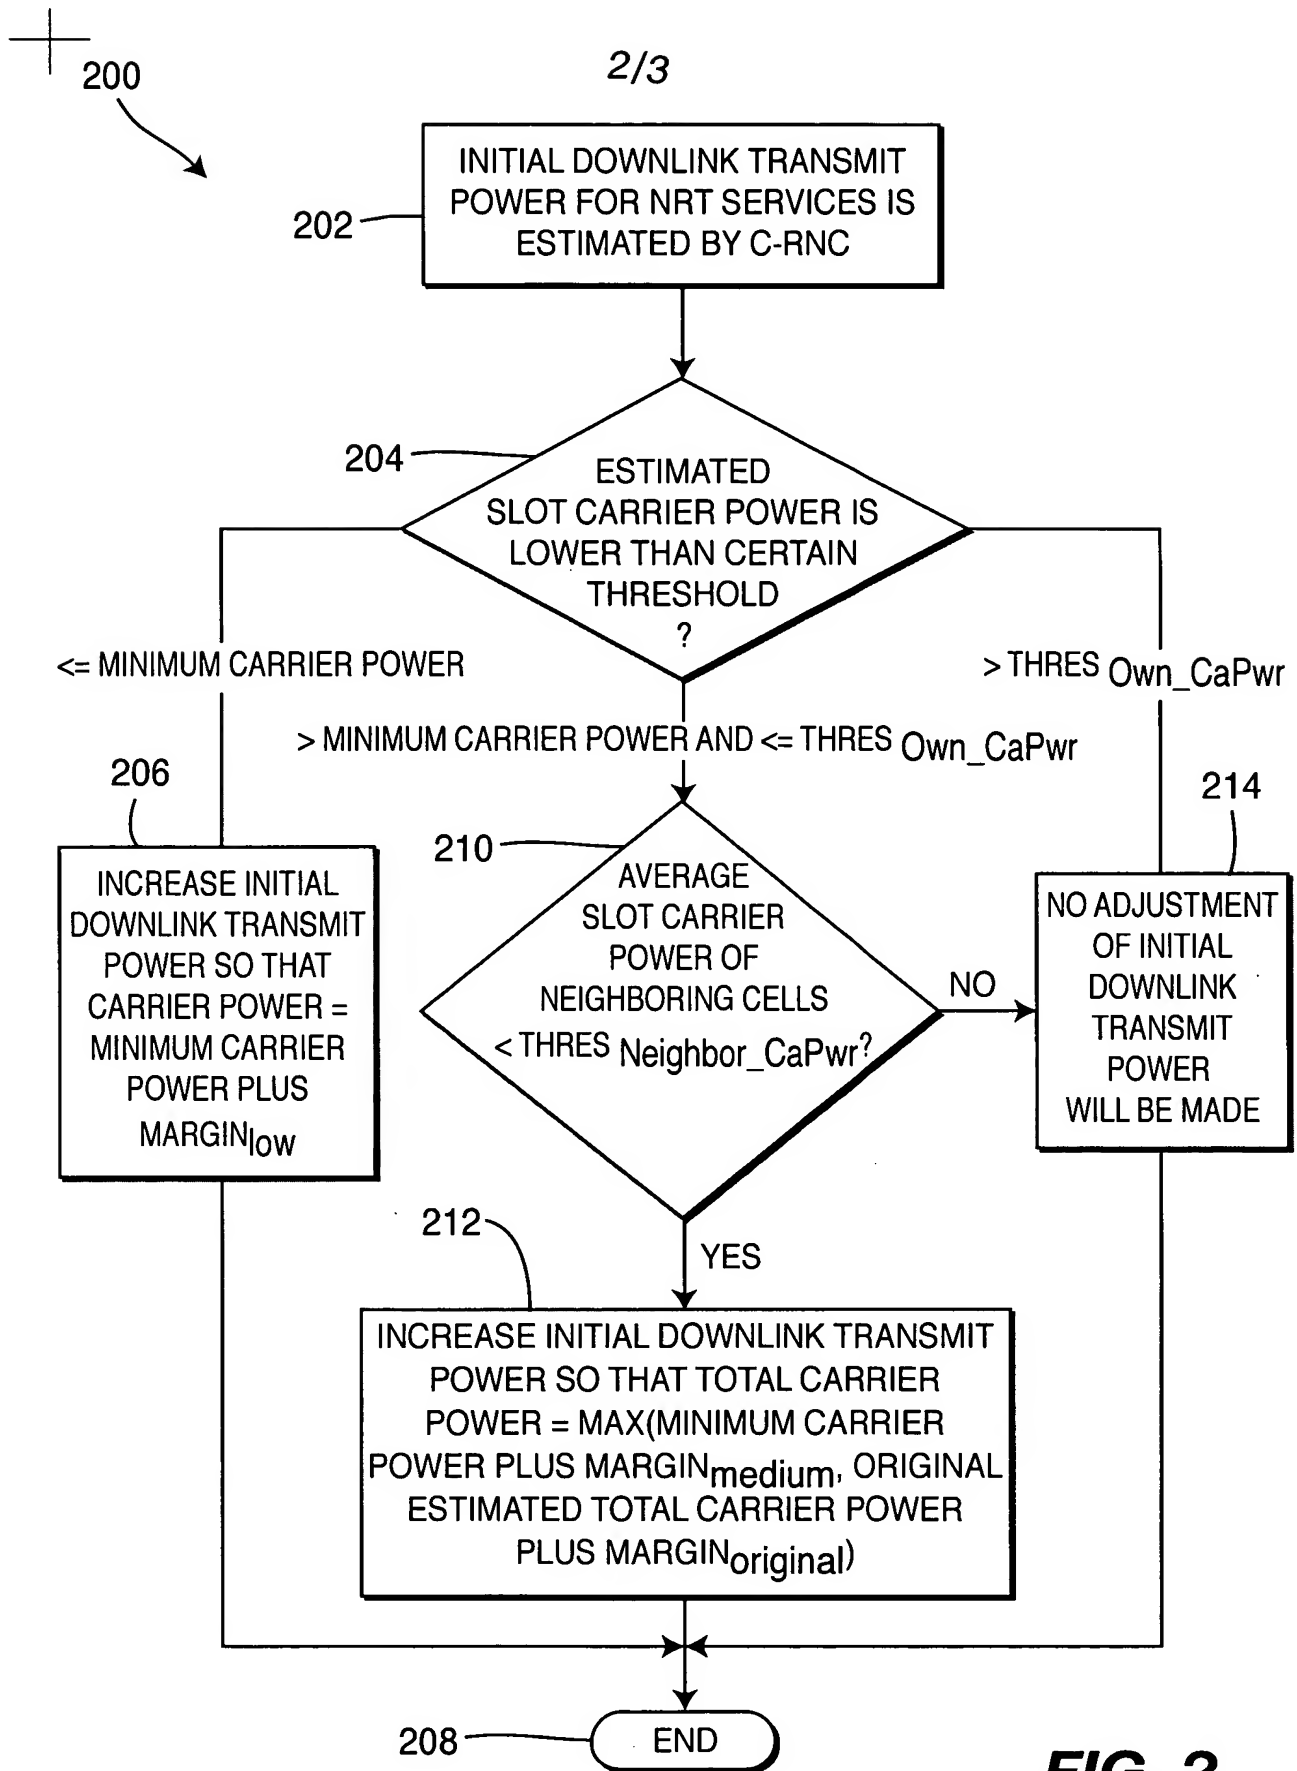 2/3
200
INITIAL DOWNLINK TRANSMIT
POWER FOR NRT SERVICES IS
ESTIMATED BY C-RNC
202
204
ESTIMATED
SLOT CARRIER POWER IS
LOWER THAN CERTAIN
THRESHOLD
?
<= MINIMUM CARRIER POWER
> THRES Own_CaPwr
> MINIMUM CARRIER POWER AND <= THRES Own_CaPwr
206
INCREASE INITIAL
DOWNLINK TRANSMIT
POWER SO THAT
CARRIER POWER =
MINIMUM CARRIER
POWER PLUS
MARGINlow
210
AVERAGE
SLOT CARRIER
POWER OF
NEIGHBORING CELLS
< THRES Neighbor_CaPwr?
NO
214
NO ADJUSTMENT
OF INITIAL
DOWNLINK
TRANSMIT
POWER
WILL BE MADE
212
YES
INCREASE INITIAL DOWNLINK TRANSMIT
POWER SO THAT TOTAL CARRIER
POWER = MAX(MINIMUM CARRIER
POWER PLUS MARGINmedium, ORIGINAL
ESTIMATED TOTAL CARRIER POWER
PLUS MARGINoriginal)
208
END
FIG. 2